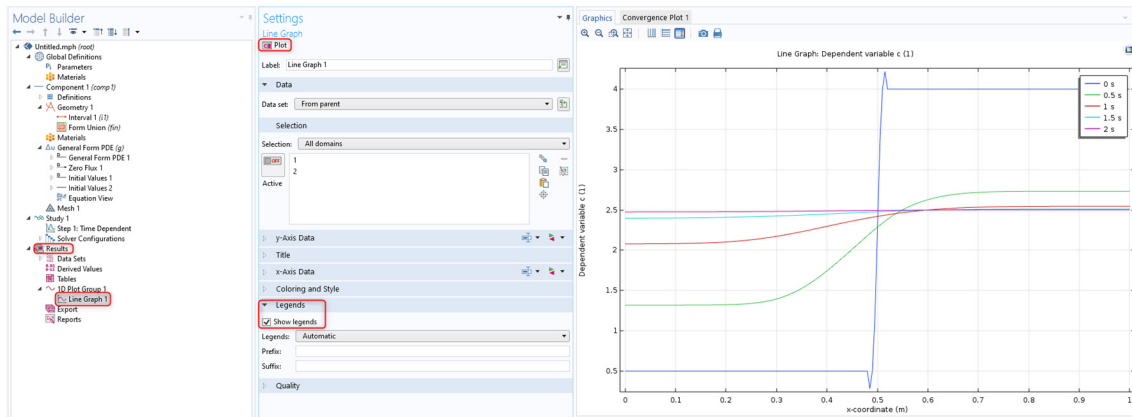 Model Builder
Untitled.mph (root)
Global Definitions
Pi Parameters
Materials
Component 1 (comp1)
Definitions
Geometry 1
Interval 1 (i1)
Form Union (fin)
Materials
Δu General Form PDE (g)
General Form PDE 1
Zero Flux 1
Initial Values 1
Initial Values 2
Equation View
Mesh 1
Study 1
Step 1: Time Dependent
Solver Configurations
Results
Data Sets
Derived Values
Tables
1D Plot Group 1
Line Graph 1
Export
Reports
Settings
Line Graph
Plot
Label: Line Graph 1
Data
Data set: From parent
Selection
Selection: All domains
OFF
Active
1
2
y-Axis Data
Title
x-Axis Data
Coloring and Style
Legends
Show legends
Legends: Automatic
Prefix:
Suffix:
Quality
Graphics Convergence Plot 1
Line Graph: Dependent variable c (1)
Dependent variable c (1)
4
3.5
3
2.5
2
1.5
1
0.5
0 s
0.5 s
1 s
1.5 s
2 s
0 0.1 0.2 0.3 0.4 0.5 0.6 0.7 0.8 0.9 1
x-coordinate (m)